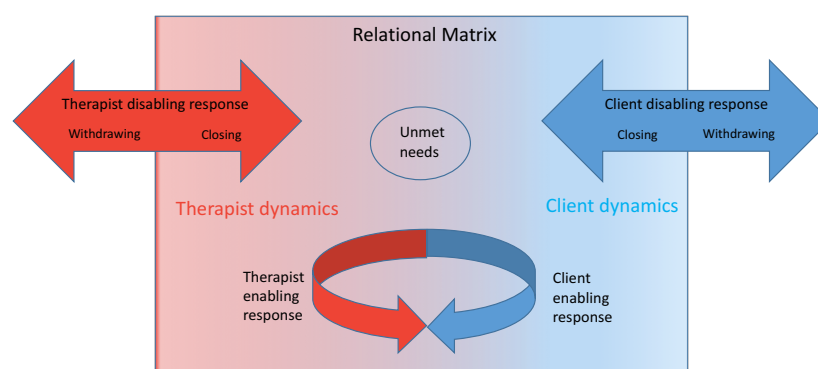 Relational Matrix
Therapist disabling response
Withdrawing Closing
Client disabling response
Closing Withdrawing
Unmet
needs
Therapist dynamics
Client dynamics
Therapist
enabling
response
Client
enabling
response